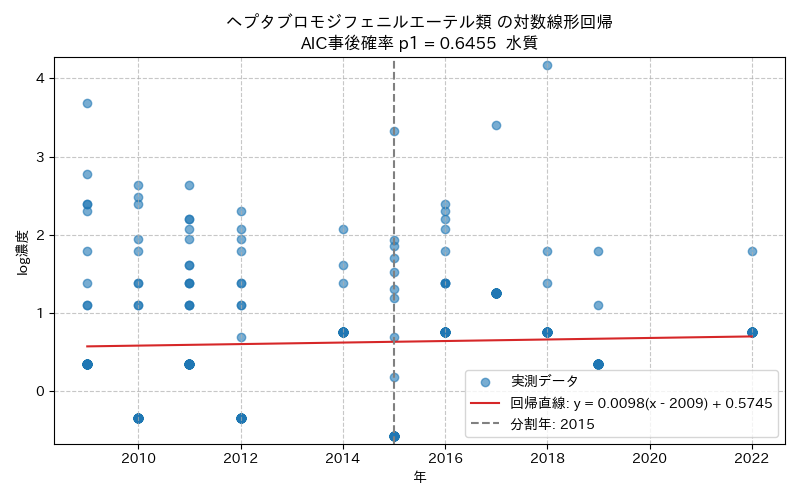 ヘプタブロモジフェニルエーテル類 の対数線形回帰
AIC事後確率 p1 = 0.6455 水質
log濃度
4
3
2
1
0
実測データ
回帰直線: y = 0.0098(x - 2009) + 0.5745
分割年: 2015
2010
2012
2014
2016
2018
2020
2022
年